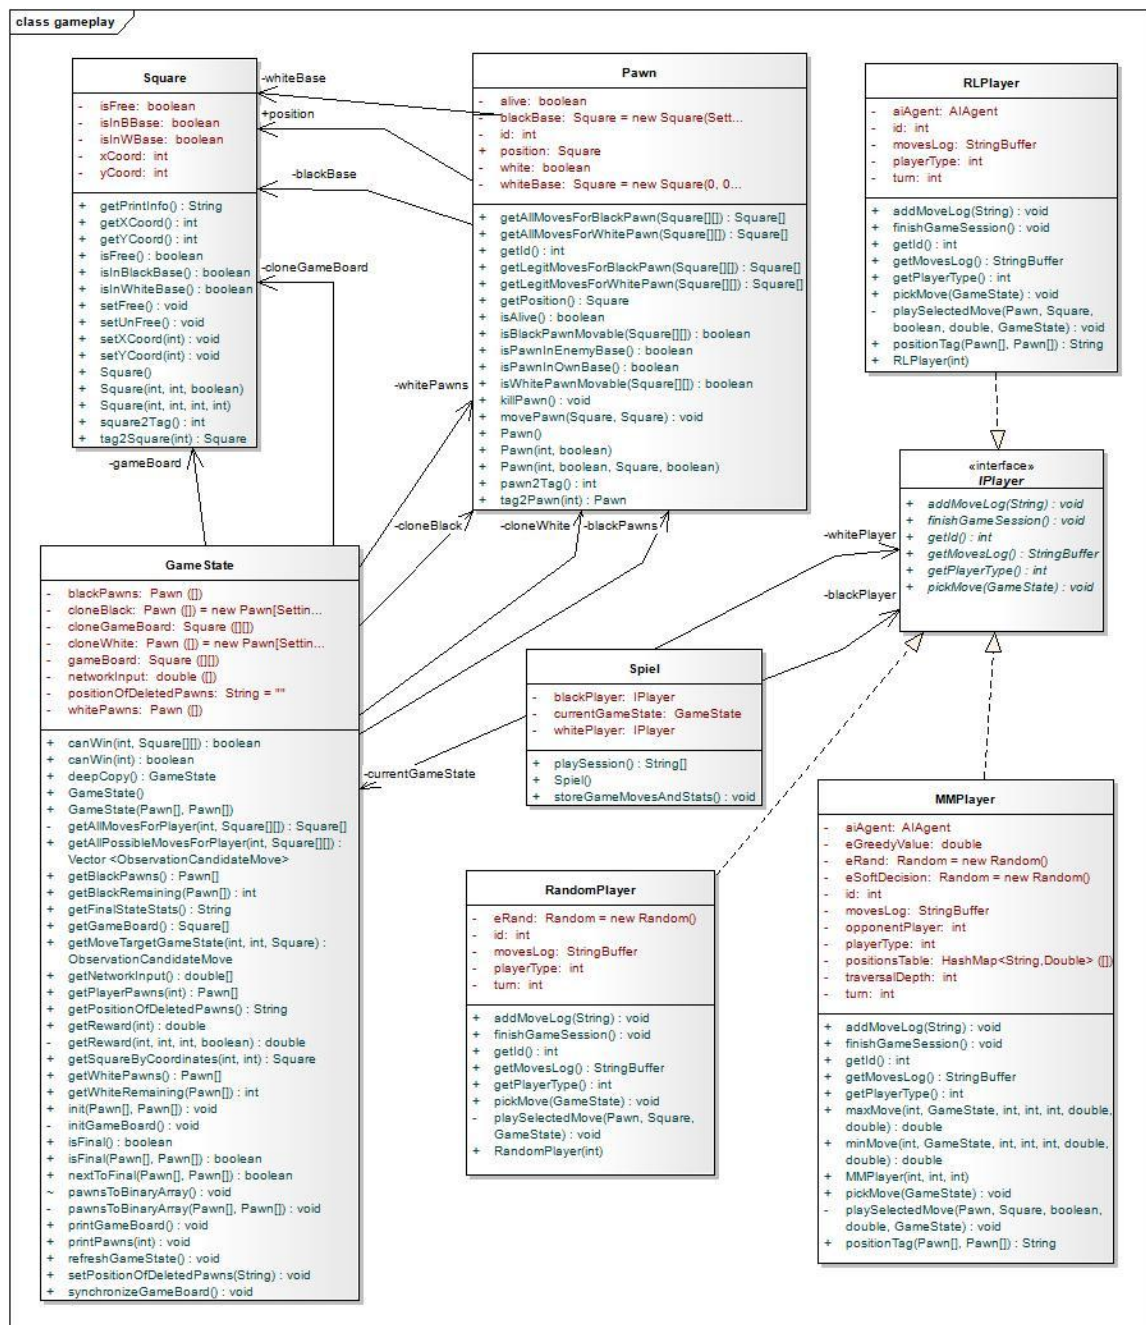 class gameplay
Square
- isFree: boolean
- isInBBase: boolean
- isInWBase: boolean
- xCoord: int
- yCoord: int
+ getPrintInfo() : String
+ getXCoord() : int
+ getYCoord() : int
+ isFree() : boolean
+ isInBlackBase() : boolean
+ isInWhiteBase() : boolean
+ setFree() : void
+ setUnFree() : void
+ setXCoord(int) : void
+ setYCoord(int) : void
+ Square()
+ Square(int, int, boolean)
+ Square(int, int, int, int)
+ square2Tag() : int
+ tag2Square(int) : Square
-whiteBase
+position
-blackBase
-cloneGameBoard
-whitePawns
-gameBoard
-cloneBlack
-cloneWhite
-blackPawns
Pawn
- alive: boolean
- blackBase: Square = new Square(Sett...
- id: int
+ position: Square
- white: boolean
- whiteBase: Square = new Square(0, 0...
+ getAllMovesForBlackPawn(Square[][]) : Square[]
+ getAllMovesForWhitePawn(Square[][]) : Square[]
+ getId() : int
+ getLegitMovesForBlackPawn(Square[][]) : Square[]
+ getLegitMovesForWhitePawn(Square[][]) : Square[]
+ getPosition() : Square
+ isAlive() : boolean
+ isBlackPawnMovable(Square[][]) : boolean
+ isPawnInEnemyBase() : boolean
+ isPawnInOwnBase() : boolean
+ isWhitePawnMovable(Square[][]) : boolean
+ killPawn() : void
+ movePawn(Square, Square) : void
+ Pawn()
+ Pawn(int, boolean)
+ Pawn(int, boolean, Square, boolean)
+ pawn2Tag() : int
+ tag2Pawn(int) : Pawn
RLPlayer
- aiAgent: AIAgent
- id: int
- movesLog: StringBuffer
- playerType: int
- turn: int
+ addMoveLog(String) : void
+ finishGameSession() : void
+ getId() : int
+ getMovesLog() : StringBuffer
+ getPlayerType() : int
+ pickMove(GameState) : void
- playSelectedMove(Pawn, Square,
boolean, double, GameState) : void
+ positionTag(Pawn[], Pawn[]) : String
+ RLPlayer(int)
«interface»
IPlayer
+ addMoveLog(String) : void
+ finishGameSession() : void
+ getId() : int
+ getMovesLog() : StringBuffer
+ getPlayerType() : int
+ pickMove(GameState) : void
-whitePlayer
-blackPlayer
GameState
- blackPawns: Pawn ([])
- cloneBlack: Pawn ([]) = new Pawn[Settin...
- cloneGameBoard: Square ([][])
- cloneWhite: Pawn ([]) = new Pawn[Settin...
- gameBoard: Square ([][])
- networkInput: double ([])
- positionOfDeletedPawns: String = ""
- whitePawns: Pawn ([])
+ canWin(int, Square[][]) : boolean
+ canWin(int) : boolean
+ deepCopy() : GameState
+ GameState()
+ GameState(Pawn[], Pawn[])
- getAllMovesForPlayer(int, Square[][]) : Square[]
+ getAllPossibleMovesForPlayer(int, Square[][]) :
Vector <ObservationCandidateMove>
+ getBlackPawns() : Pawn[]
+ getBlackRemaining(Pawn[]) : int
+ getFinalStateStats() : String
+ getGameBoard() : Square[]
+ getMoveTargetGameState(int, int, Square) :
ObservationCandidateMove
+ getNetworkInput() : double[]
+ getPlayerPawns(int) : Pawn[]
+ getPositionOfDeletedPawns() : String
+ getReward(int) : double
- getReward(int, int, int, boolean) : double
+ getSquareByCoordinates(int, int) : Square
+ getWhitePawns() : Pawn[]
+ getWhiteRemaining(Pawn[]) : int
+ init(Pawn[], Pawn[]) : void
- initGameBoard() : void
+ isFinal() : boolean
+ isFinal(Pawn[], Pawn[]) : boolean
+ nextToFinal(Pawn[], Pawn[]) : boolean
~ pawnsToBinaryArray() : void
- pawnsToBinaryArray(Pawn[], Pawn[]) : void
+ printGameBoard() : void
+ printPawns(int) : void
+ refreshGameState() : void
+ setPositionOfDeletedPawns(String) : void
+ synchronizeGameBoard() : void
Spiel
- blackPlayer: IPlayer
- currentGameState: GameState
- whitePlayer: IPlayer
+ playSession() : String[]
+ Spiel()
+ storeGameMovesAndStats() : void
-currentGameState
RandomPlayer
- eRand: Random = new Random()
- id: int
- movesLog: StringBuffer
- playerType: int
- turn: int
+ addMoveLog(String) : void
+ finishGameSession() : void
+ getId() : int
+ getMovesLog() : StringBuffer
+ getPlayerType() : int
+ pickMove(GameState) : void
- playSelectedMove(Pawn, Square,
GameState) : void
+ RandomPlayer(int)
MMPlayer
- aiAgent: AIAgent
- eGreedyValue: double
- eRand: Random = new Random()
- eSoftDecision: Random = new Random()
- id: int
- movesLog: StringBuffer
- opponentPlayer: int
- playerType: int
- positionsTable: HashMap<String,Double> ([])
- traversalDepth: int
- turn: int
+ addMoveLog(String) : void
+ finishGameSession() : void
+ getId() : int
+ getMovesLog() : StringBuffer
+ getPlayerType() : int
+ maxMove(int, GameState, int, int, int, double,
double) : double
+ minMove(int, GameState, int, int, int, double,
double) : double
+ MMPlayer(int, int, int)
+ pickMove(GameState) : void
- playSelectedMove(Pawn, Square, boolean,
double, GameState) : void
+ positionTag(Pawn[], Pawn[]) : String